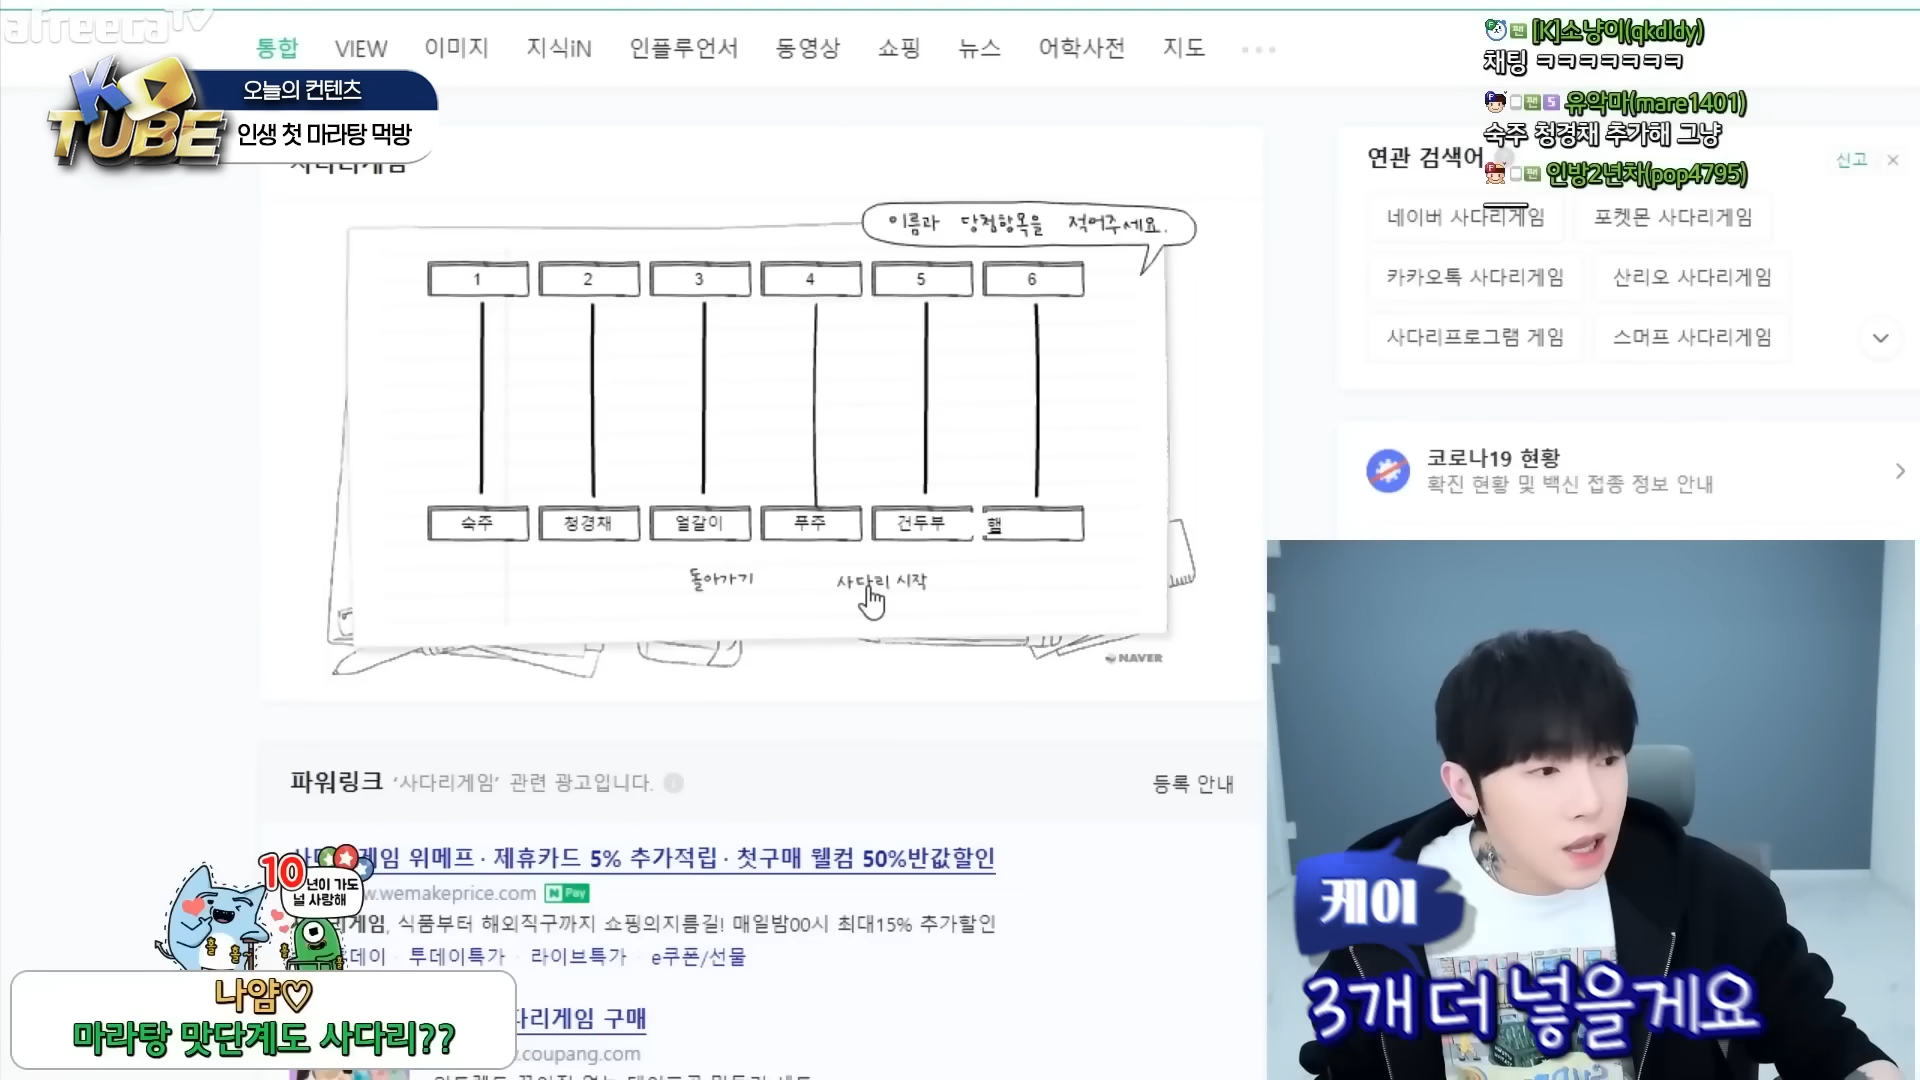 afreecaTV
통합 VIEW 이미지 지식iN 인플루언서 동영상 쇼핑 뉴스 어학사전 지도
K TUBE
오늘의 컨텐츠
인생 첫 마라탕 먹방
사다리게임
이름과 당첨항목을 적어주세요.
1 2 3 4 5 6
숙주 청경채 얼갈이 푸주 건두부 햄
돌아가기 사다리 시작
NAVER
[K]소냥이(qkdldy)
채팅 ㅋㅋㅋㅋㅋㅋㅋ
팬 5 유악마(mare1401)
숙주 청경채 추가해 그냥
팬 인방2년차(pop4795)
연관 검색어 신고
네이버 사다리게임 포켓몬 사다리게임
카카오톡 사다리게임 산리오 사다리게임
사다리프로그램 게임 스머프 사다리게임
코로나19 현황
확진 현황 및 백신 접종 정보 안내
파워링크 '사다리게임' 관련 광고입니다. 등록 안내
게임 위메프 · 제휴카드 5% 추가적립 · 첫구매 웰컴 50%반값할인
w.wemakeprice.com N Pay
게임, 식품부터 해외직구까지 쇼핑의지름길! 매일밤00시 최대15% 추가할인
데이 투데이특가 라이브특가 e쿠폰/선물
다리게임 구매
.coupang.com
10
년이 가도
널 사랑해
나얌♡
마라탕 맛단계도 사다리??
케이
3개 더 넣을게요